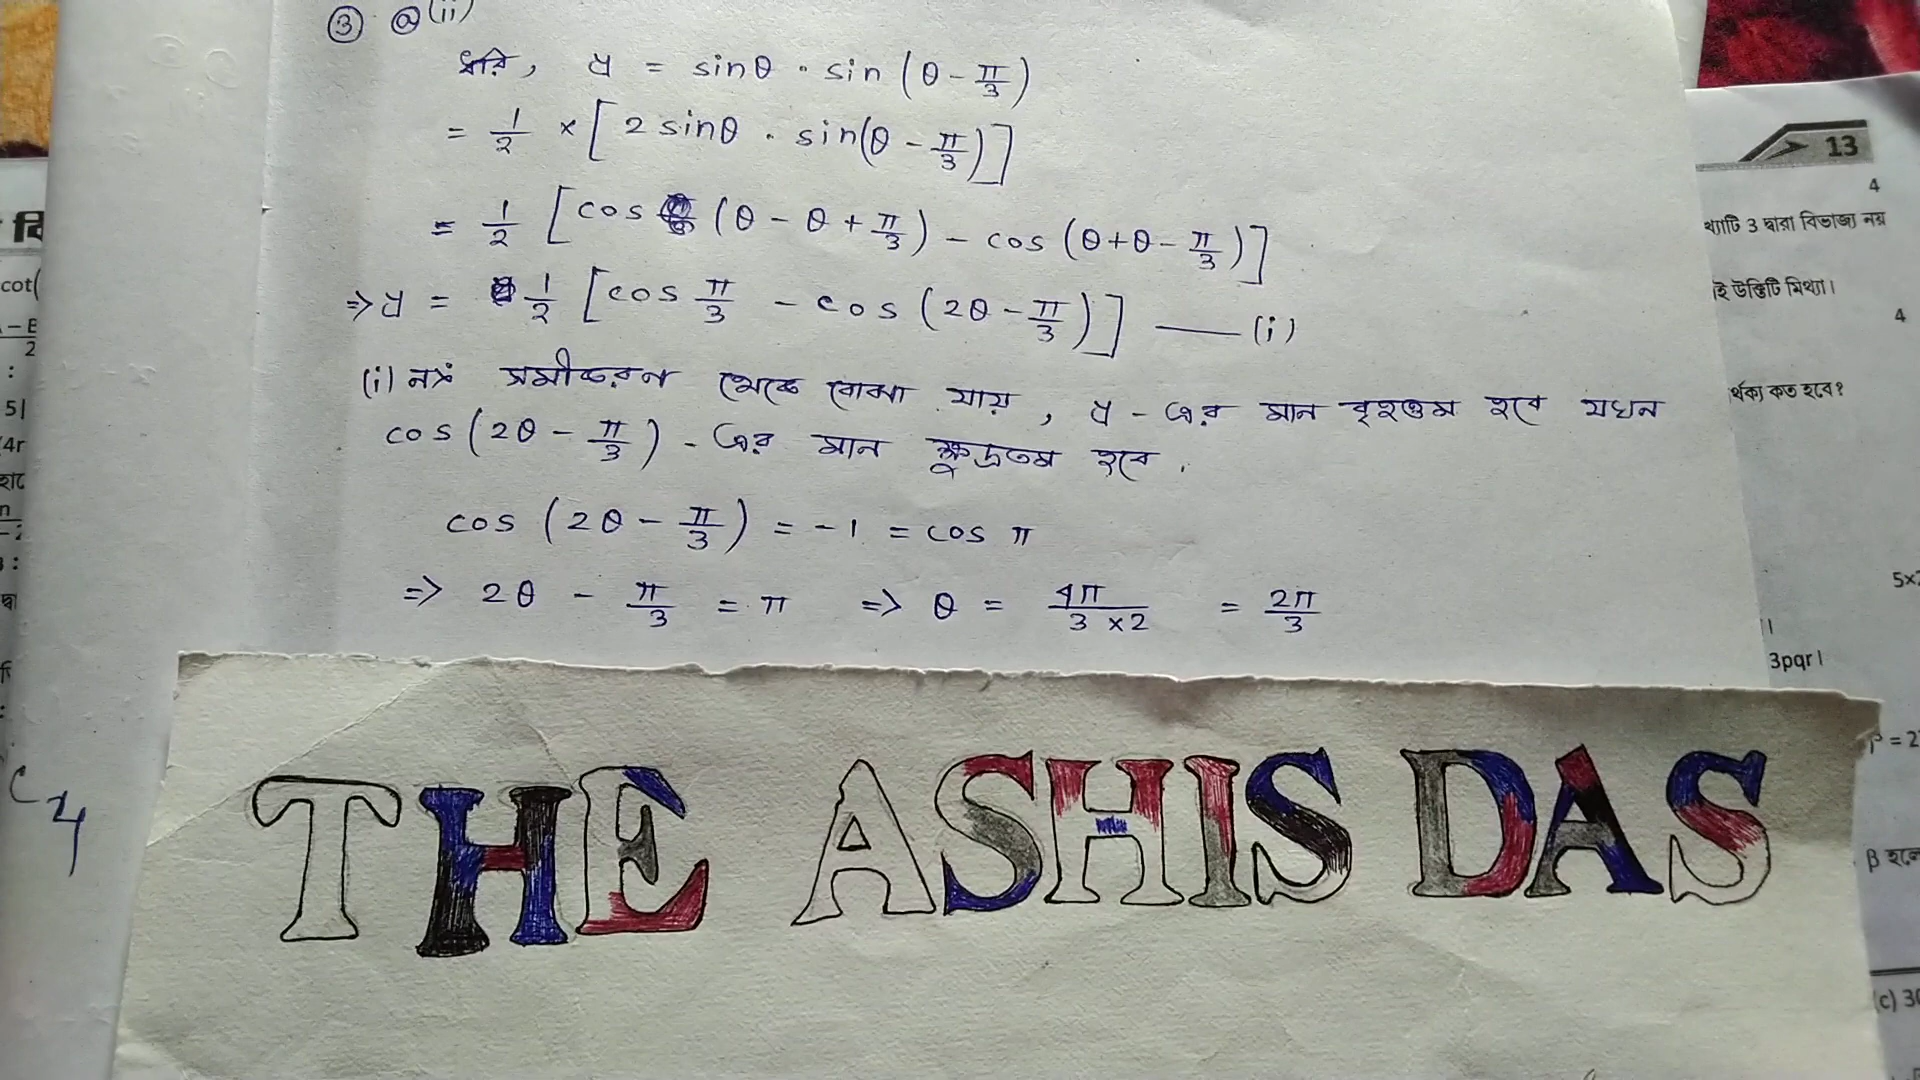 ③ ⓐ (ii)
ধরি, y = sinθ · sin (θ - π/3)
= 1/2 × [2 sinθ · sin(θ - π/3)]
= 1/2 [cos (θ - θ + π/3) - cos (θ+θ - π/3)]
⇒ y = 1/2 [cos π/3 - cos (2θ - π/3)] —— (i)
(i) নং সমীকরণ থেকে বোঝা যায়, y - এর মান বৃহত্তম হবে যখন
cos (2θ - π/3) - এর মান ক্ষুদ্রতম হবে.
cos (2θ - π/3) = -1 = cos π
⇒ 2θ - π/3 = π ⇒ θ = 4π/3×2 = 2π/3
THE ASHIS DAS
13
4
থ্যাটি 3 দ্বারা বিভাজ্য নয়
ই উক্তিটি মিথ্যা।
4
র্থক্য কত হবে?
5×
3pqr।
= 2
β হলে
(c) 30
cot(
2
5|
4r